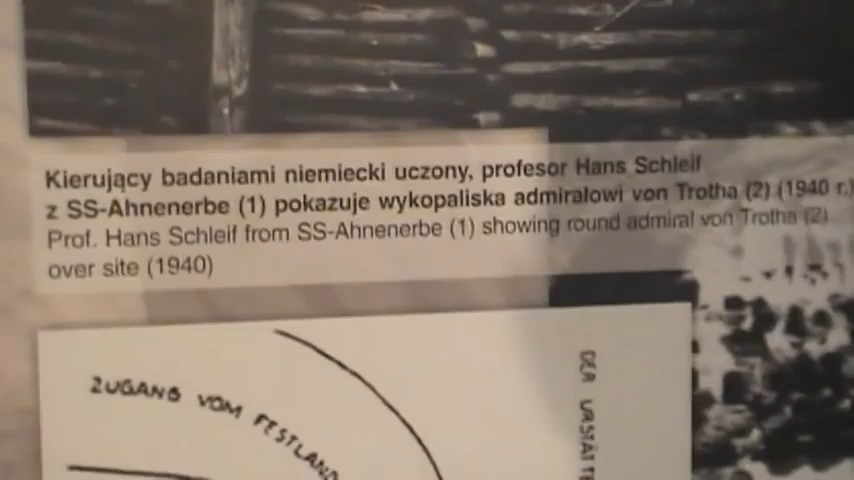 Kierujący badaniami niemiecki uczony, profesor Hans Schleif
z SS-Ahnenerbe (1) pokazuje wykopaliska admirałowi von Trotha (2) (1940 r.)
Prof. Hans Schleif from SS-Ahnenerbe (1) showing round admiral von Trotha (2)
over site (1940)
ZUGANG VOM FESTLAND
DER